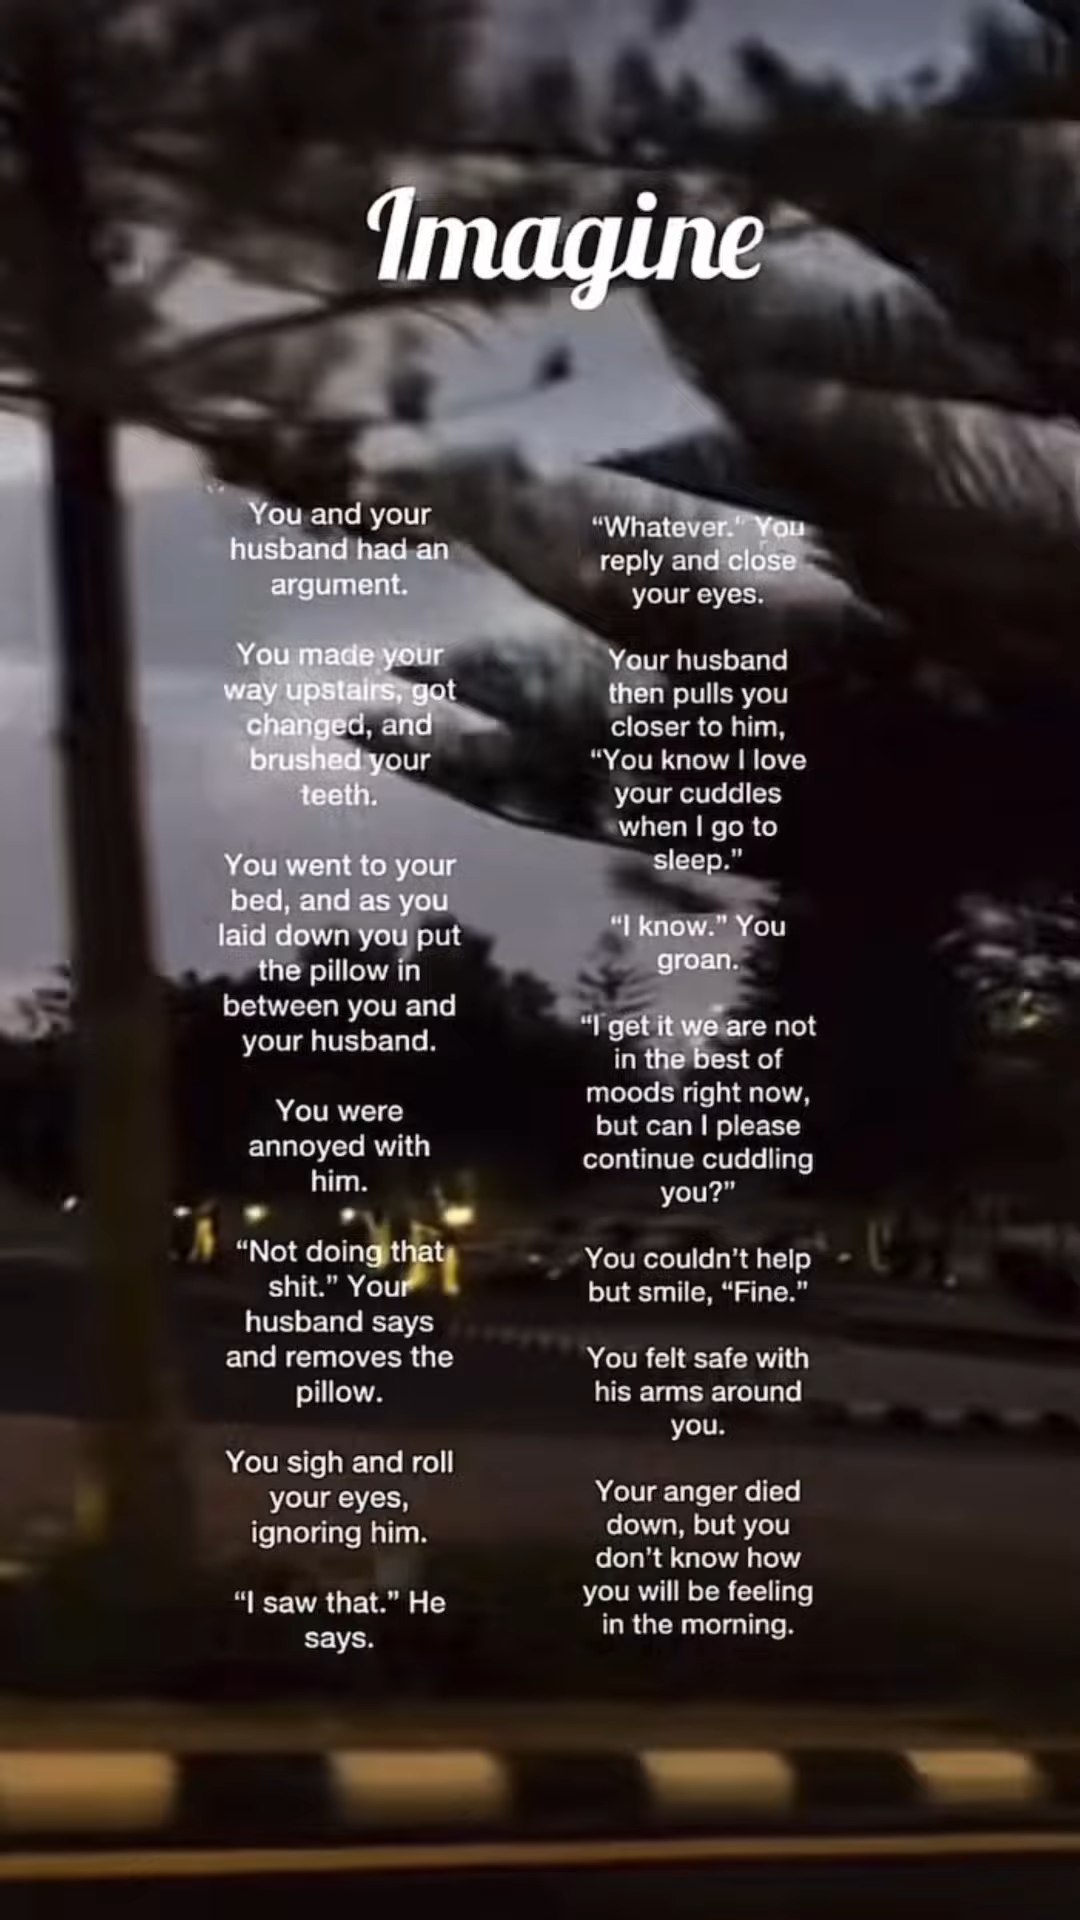 Imagine
You and your
husband had an
argument.
You made your
way upstairs, got
changed, and
brushed your
teeth.
You went to your
bed, and as you
laid down you put
the pillow in
between you and
your husband.
You were
annoyed with
him.
“Not doing that
shit.” Your
husband says
and removes the
pillow.
You sigh and roll
your eyes,
ignoring him.
“I saw that.” He
says.
“Whatever.” You
reply and close
your eyes.
Your husband
then pulls you
closer to him,
“You know I love
your cuddles
when I go to
sleep.”
“I know.” You
groan.
“I get it we are not
in the best of
moods right now,
but can I please
continue cuddling
you?”
You couldn’t help
but smile, “Fine.”
You felt safe with
his arms around
you.
Your anger died
down, but you
don’t know how
you will be feeling
in the morning.